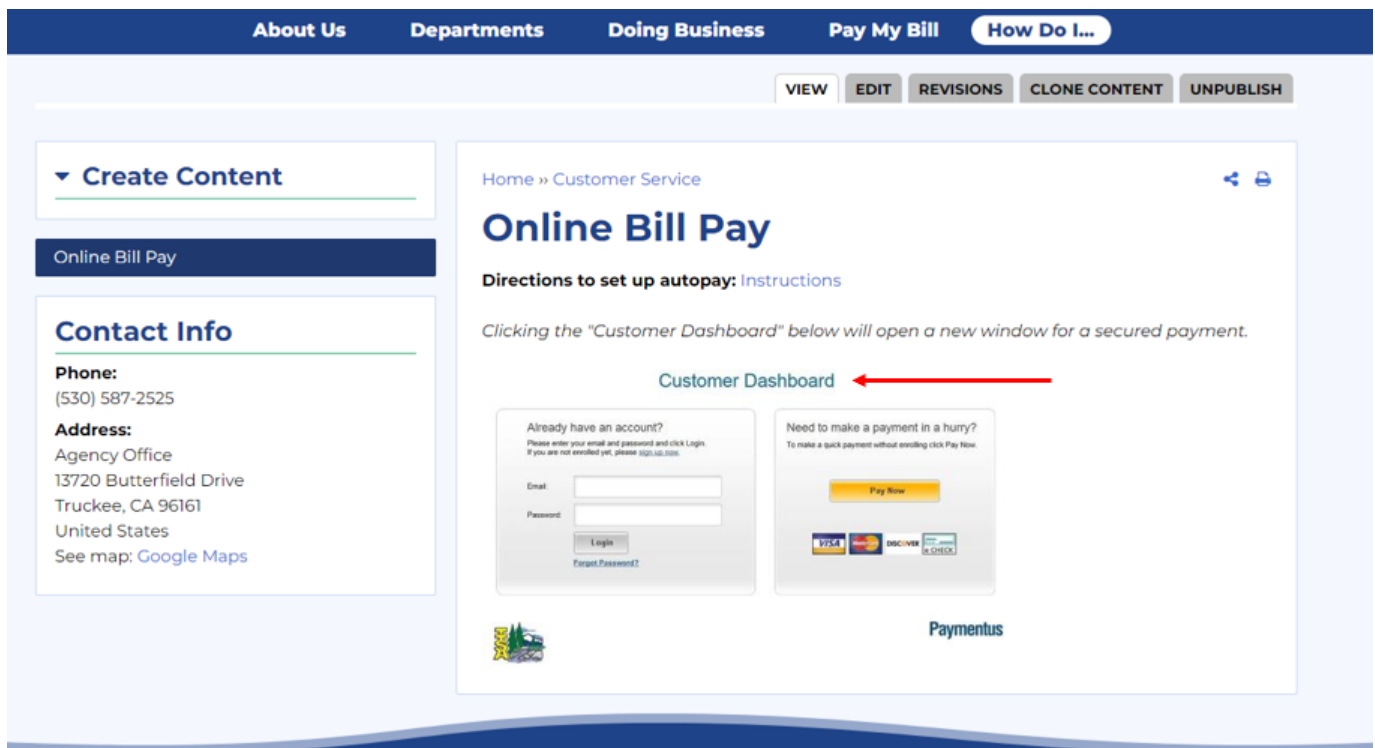 About Us Departments Doing Business Pay My Bill How Do I...
VIEW EDIT REVISIONS CLONE CONTENT UNPUBLISH
Create Content
Online Bill Pay
Contact Info
Phone:
(530) 587-2525
Address:
Agency Office
13720 Butterfield Drive
Truckee, CA 96161
United States
See map: Google Maps
Home » Customer Service
Online Bill Pay
Directions to set up autopay: Instructions
Clicking the "Customer Dashboard" below will open a new window for a secured payment.
Customer Dashboard
Already have an account?
Please enter your email and password and click Login.
If you are not enrolled yet, please sign up now.
Email:
Password:
Login
Forgot Password?
Need to make a payment in a hurry?
To make a quick payment without enrolling click Pay Now.
Pay Now
VISA MasterCard DISCOVER e CHECK
Paymentus